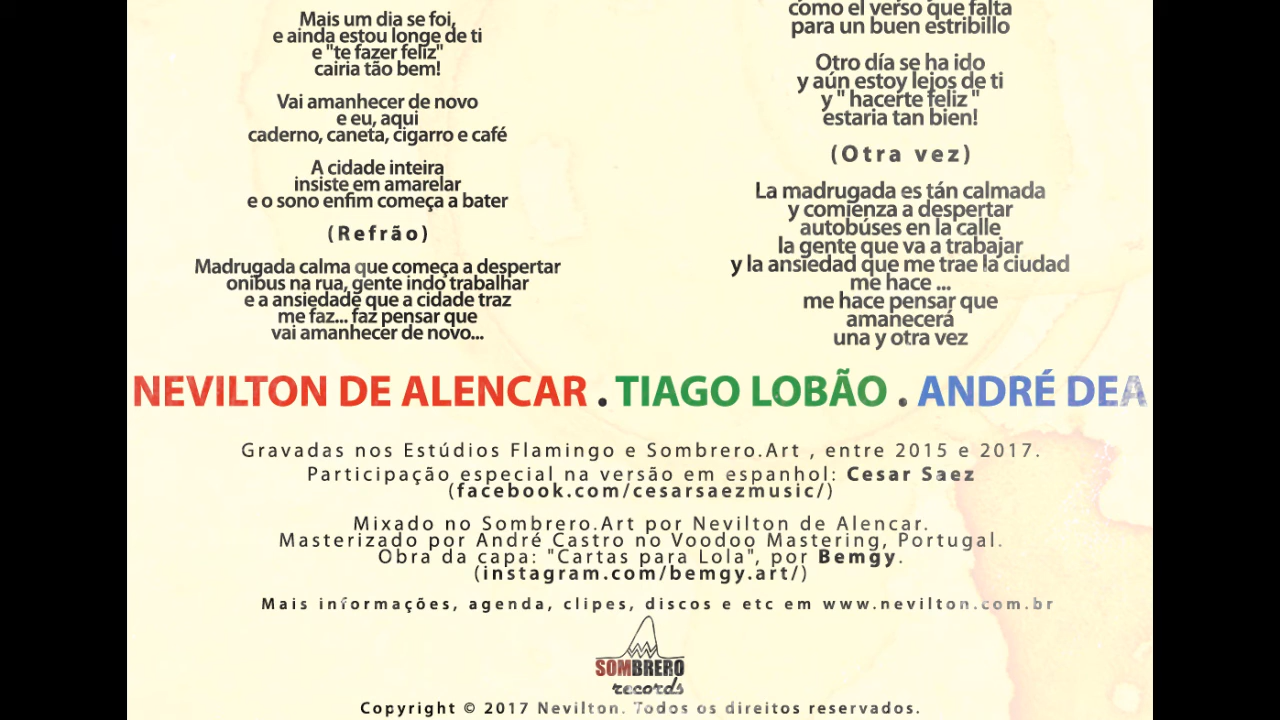 Mais um dia se foi,
e ainda estou longe de ti
e "te fazer feliz"
cairia tão bem!
Vai amanhecer de novo
e eu, aqui
caderno, caneta, cigarro e café
A cidade inteira
insiste em amarelar
e o sono enfim começa a bater
(Refrão)
Madrugada calma que começa a despertar
onibus na rua, gente indo trabalhar
e a ansiedade que a cidade traz
me faz... faz pensar que
vai amanhecer de novo...
como el verso que falta
para un buen estribillo
Otro día se ha ido
y aún estoy lejos de ti
y " hacerte feliz "
estaria tan bien!
(Otra vez)
La madrugada es tán calmada
y comienza a despertar
autobúses en la calle
la gente que va a trabajar
y la ansiedad que me trae la ciudad
me hace ...
me hace pensar que
amanecerá
una y otra vez
NEVILTON DE ALENCAR . TIAGO LOBÃO . ANDRÉ DEA
Gravadas nos Estúdios Flamingo e Sombrero.Art , entre 2015 e 2017.
Participação especial na versão em espanhol: Cesar Saez
(facebook.com/cesarsaezmusic/)
Mixado no Sombrero.Art por Nevilton de Alencar.
Masterizado por André Castro no Voodoo Mastering, Portugal.
Obra da capa: "Cartas para Lola", por Bemgy.
(instagram.com/bemgy.art/)
Mais informações, agenda, clipes, discos e etc em www.nevilton.com.br
SOMBRERO
records
Copyright © 2017 Nevilton. Todos os direitos reservados.